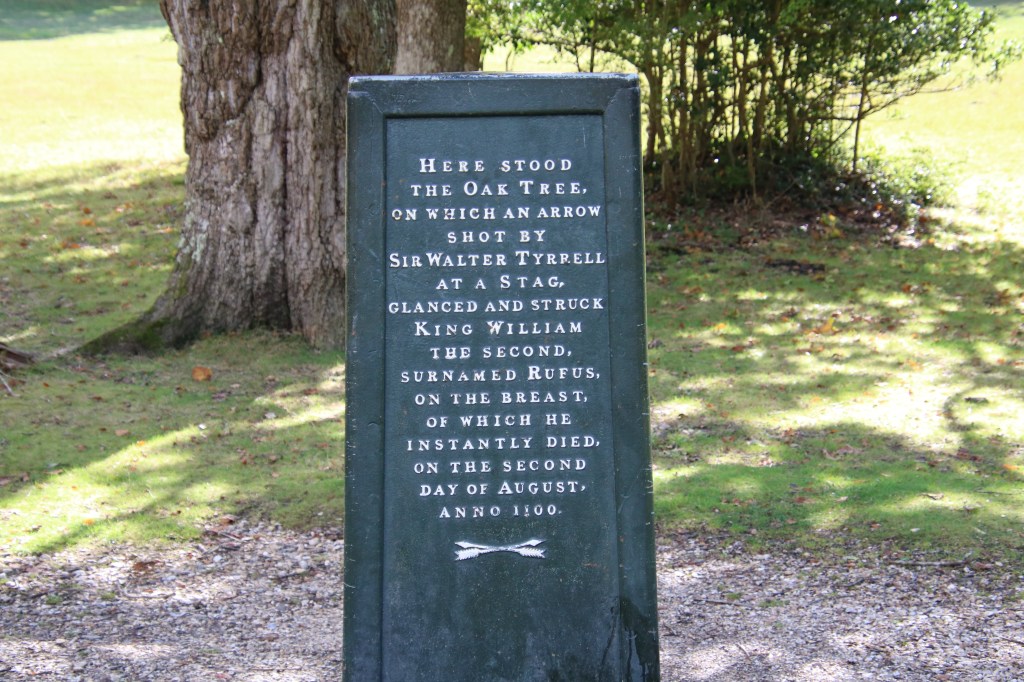 HERE STOOD
THE OAK TREE,
ON WHICH AN ARROW
SHOT BY
SIR WALTER TYRRELL
AT A STAG,
GLANCED AND STRUCK
KING WILLIAM
THE SECOND,
SURNAMED RUFUS,
ON THE BREAST,
OF WHICH HE
INSTANTLY DIED,
ON THE SECOND
DAY OF AUGUST,
ANNO 1100.